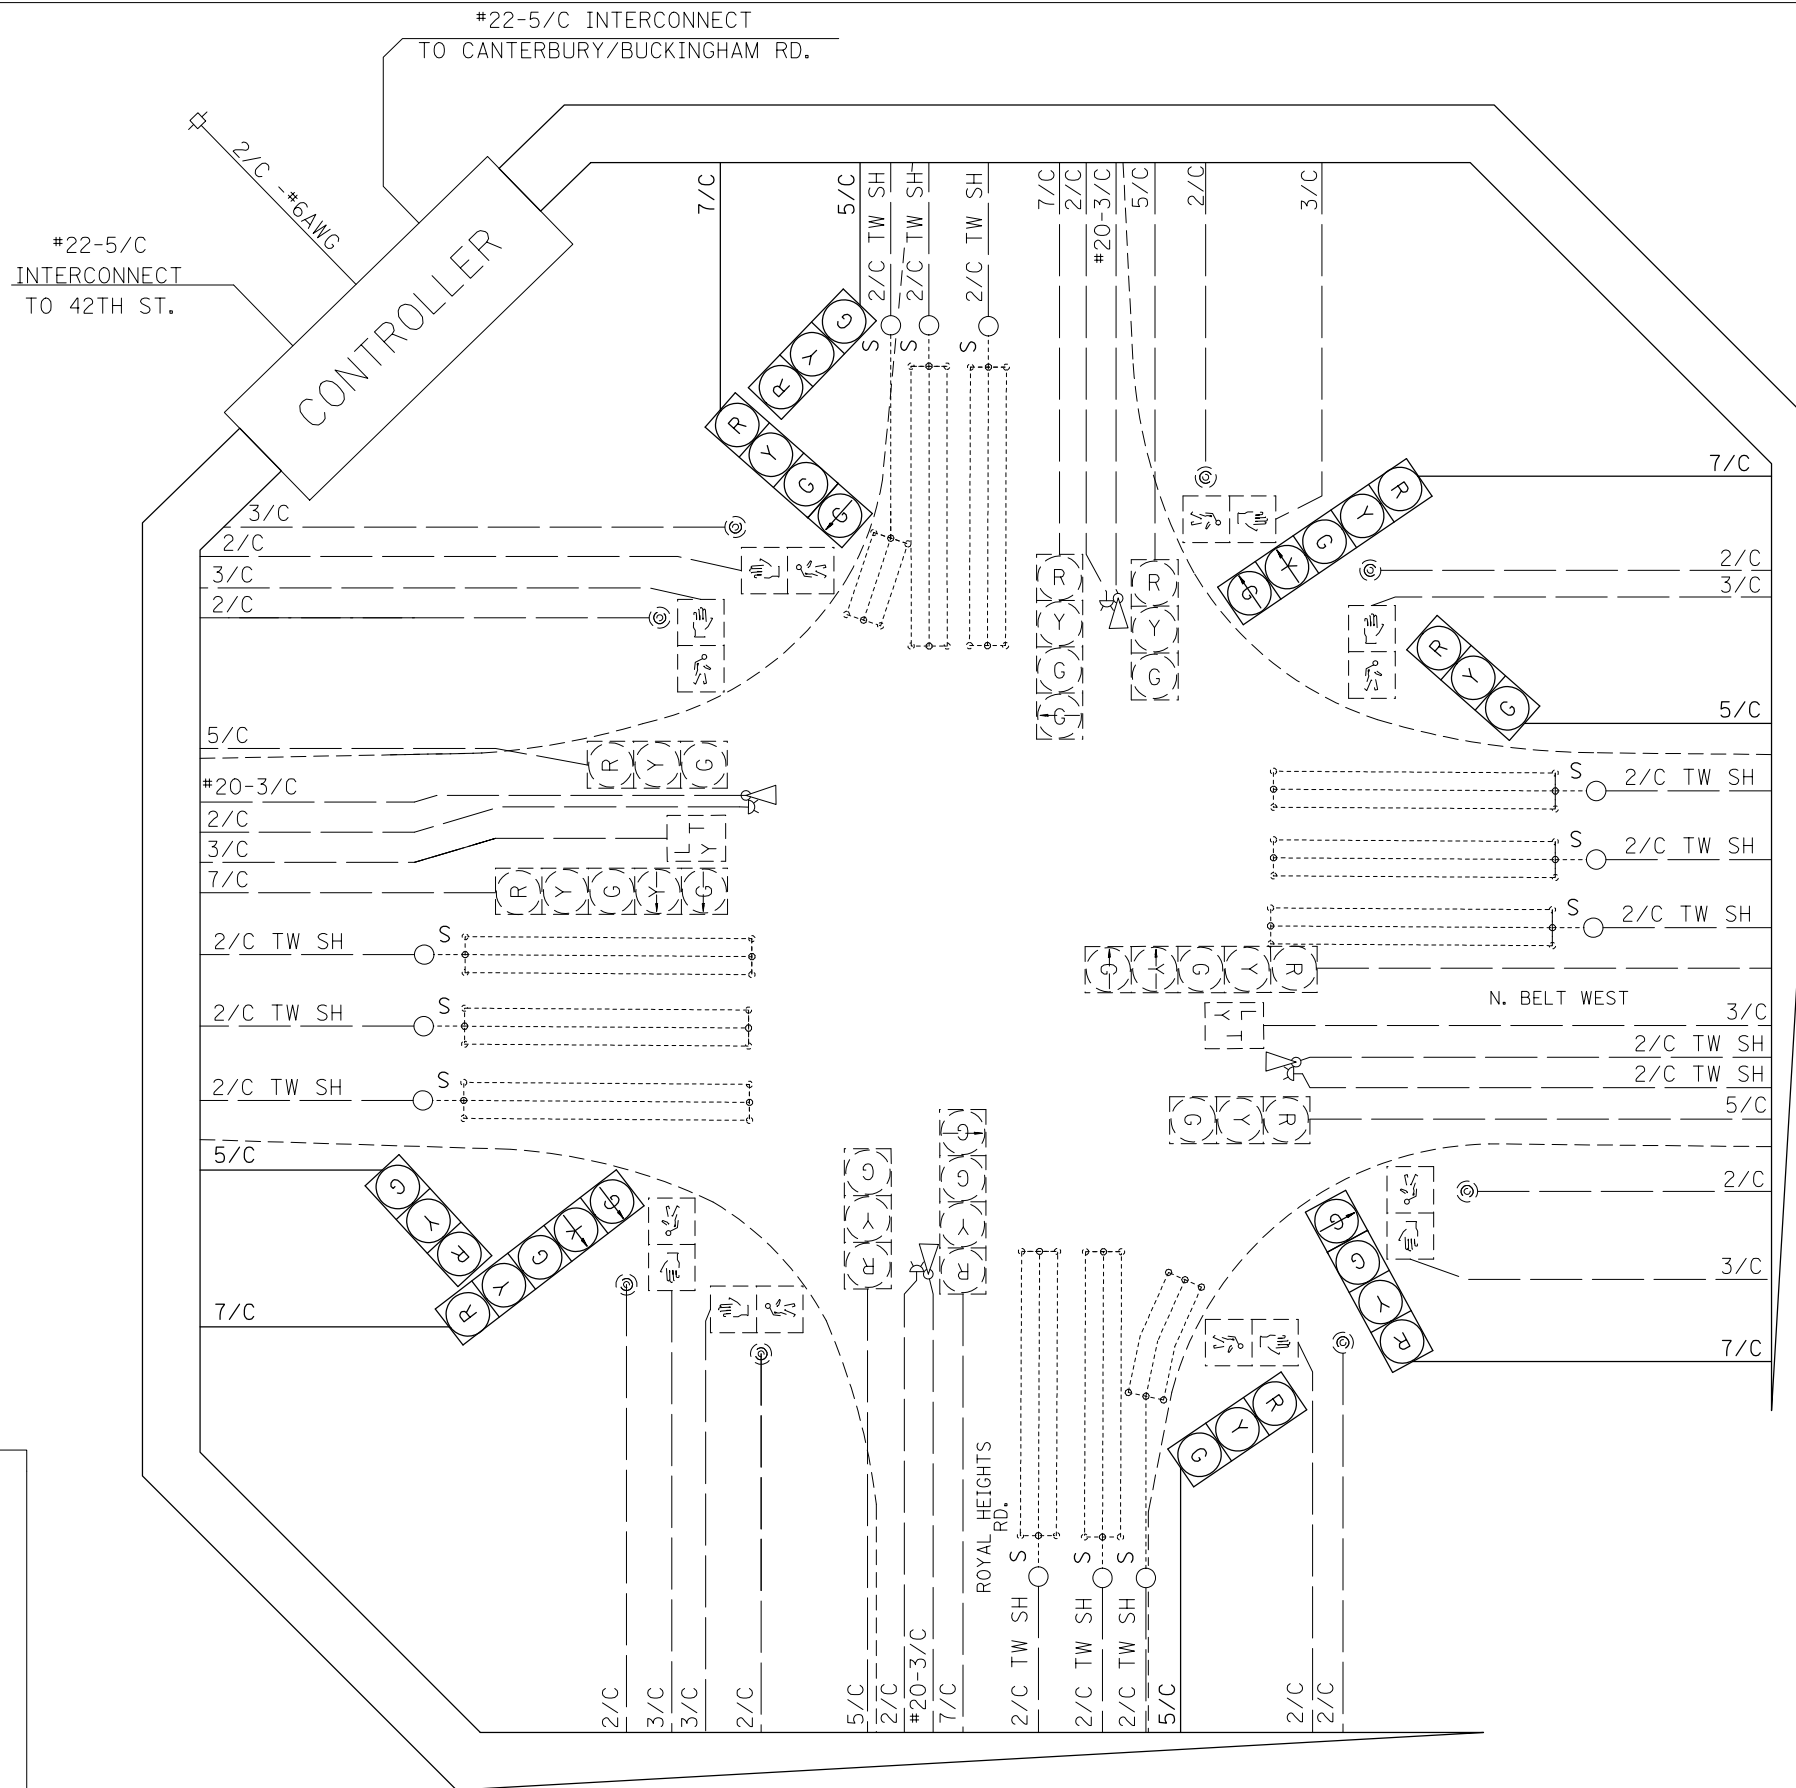 #22-5/C INTERCONNECT
TO CANTERBURY/BUCKINGHAM RD.
2/C -#6AWG
#22-5/C
INTERCONNECT
TO 42TH ST.
CONTROLLER
7/C
5/C
2/C TW SH
2/C TW SH
2/C TW SH
7/C
2/C
#20-3/C
5/C
2/C
3/C
S
S
S
G
Y
R
R
Y
G
G
R
Y
G
Y
G
7/C
3/C
2/C
3/C
2/C
2/C
3/C
R
Y
G
G
R
Y
G
R
Y
G
5/C
5/C
R Y G
#20-3/C
2/C
3/C
LT
Y
7/C
R Y G Y G
S
2/C TW SH
S
2/C TW SH
S
2/C TW SH
S
2/C TW SH
S
2/C TW SH
S
2/C TW SH
G Y G Y R
N. BELT WEST
LT
Y
3/C
2/C TW SH
2/C TW SH
G Y R
5/C
5/C
G
Y
R
R
Y
G
Y
G
7/C
G
Y
R
G
G
Y
R
2/C
3/C
G
G
Y
R
7/C
R
Y
G
ROYAL HEIGHTS
RD.
S
S
S
2/C
3/C
3/C
2/C
5/C
2/C
#20-3/C
7/C
2/C TW SH
2/C TW SH
2/C TW SH
5/C
2/C
2/C